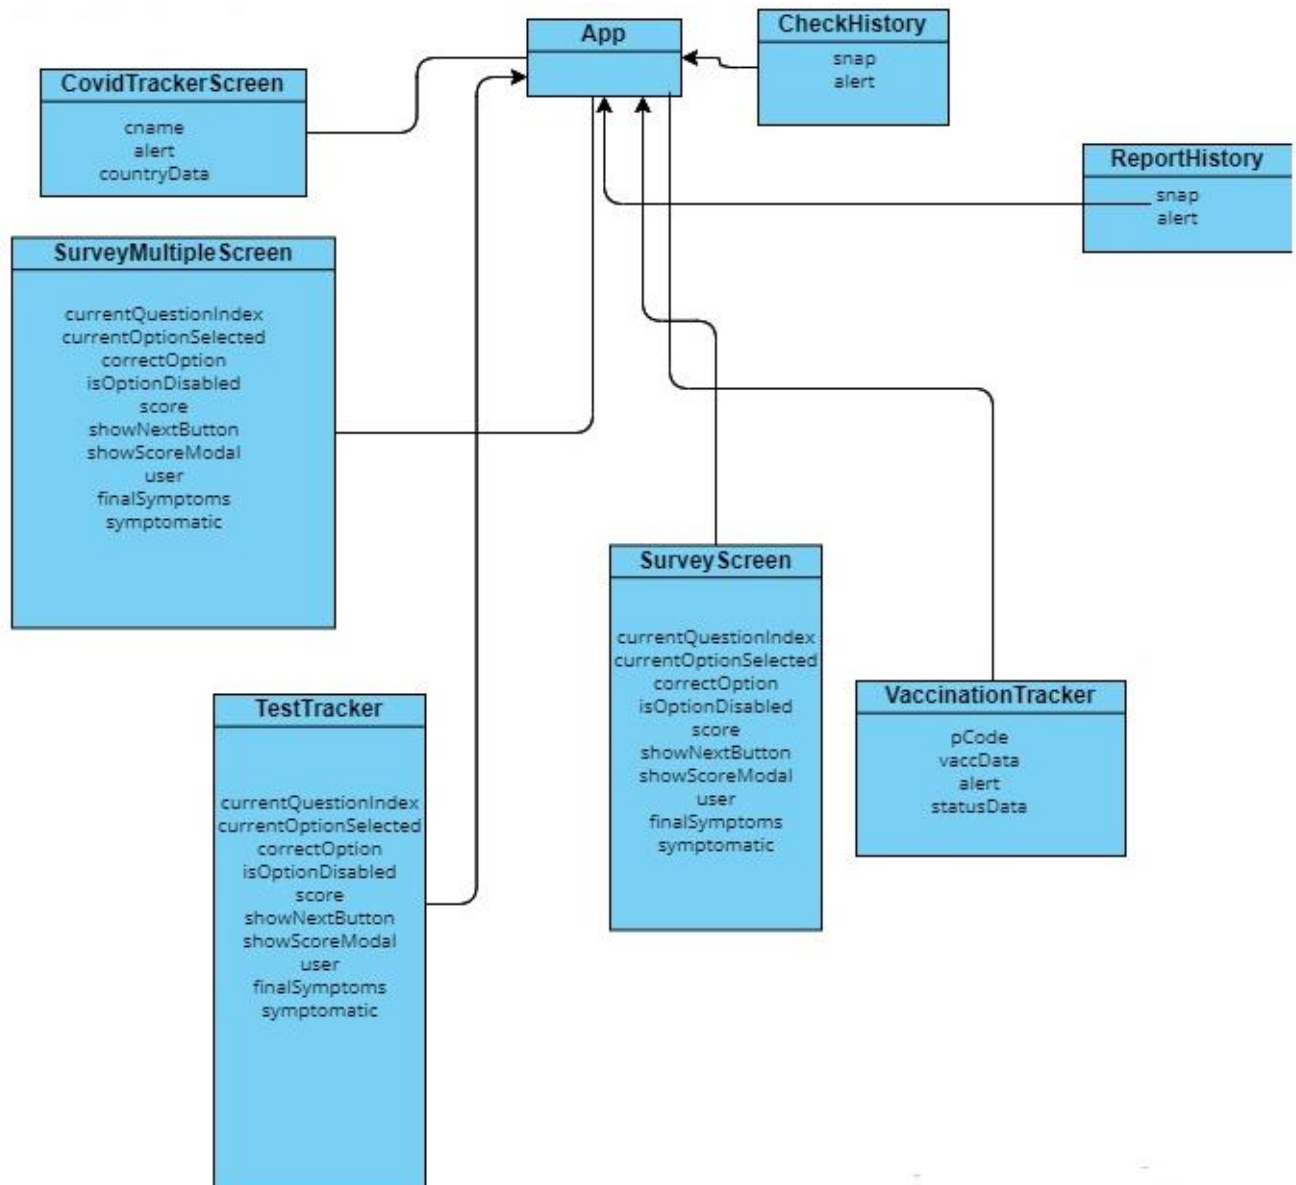 App
CheckHistory
snap
alert
CovidTrackerScreen
cname
alert
countryData
ReportHistory
snap
alert
SurveyMultipleScreen
currentQuestionIndex
currentOptionSelected
correctOption
isOptionDisabled
score
showNextButton
showScoreModal
user
finalSymptoms
symptomatic
SurveyScreen
currentQuestionIndex
currentOptionSelected
correctOption
isOptionDisabled
score
showNextButton
showScoreModal
user
finalSymptoms
symptomatic
VaccinationTracker
pCode
vaccData
alert
statusData
TestTracker
currentQuestionIndex
currentOptionSelected
correctOption
isOptionDisabled
score
showNextButton
showScoreModal
user
finalSymptoms
symptomatic